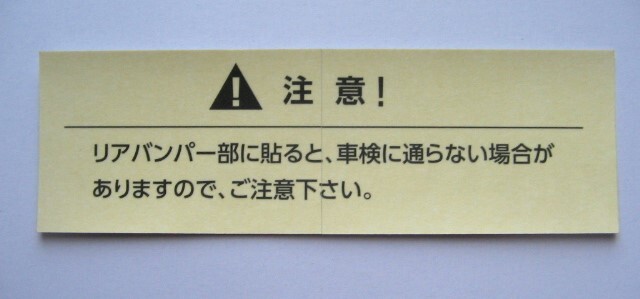 注意！
リアバンパー部に貼ると、車検に通らない場合が
ありますので、ご注意下さい。